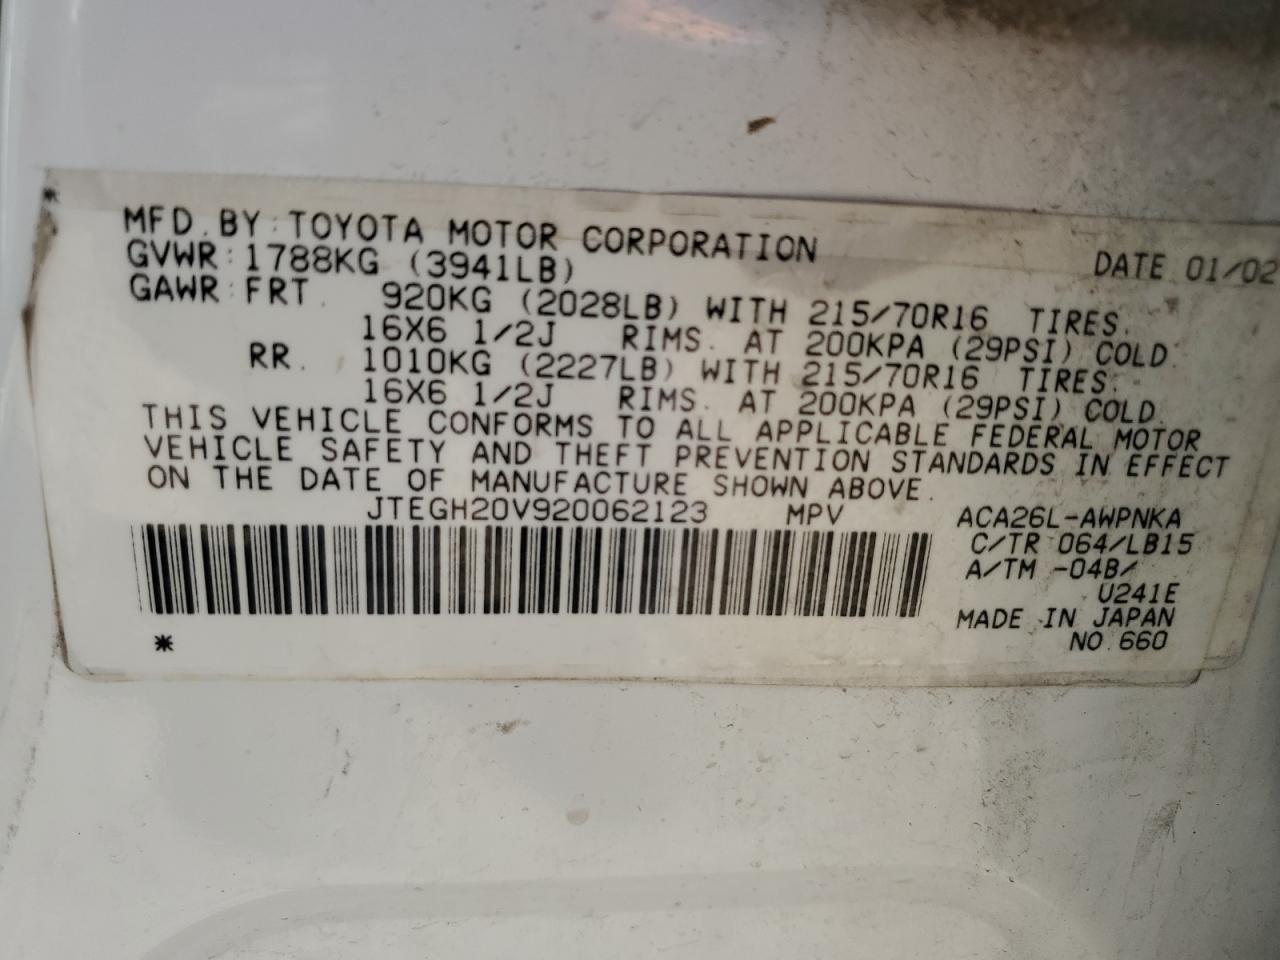 *
MFD. BY: TOYOTA MOTOR CORPORATION DATE 01/02
GVWR: 1788KG (3941LB)
GAWR: FRT. 920KG (2028LB) WITH 215/70R16 TIRES.
16X6 1/2J RIMS. AT 200KPA (29PSI) COLD.
RR. 1010KG (2227LB) WITH 215/70R16 TIRES.
16X6 1/2J RIMS. AT 200KPA (29PSI) COLD.
THIS VEHICLE CONFORMS TO ALL APPLICABLE FEDERAL MOTOR
VEHICLE SAFETY AND THEFT PREVENTION STANDARDS IN EFFECT
ON THE DATE OF MANUFACTURE SHOWN ABOVE.
JTEGH20V920062123 MPV ACA26L-AWPNKA
C/TR 064/LB15
A/TM -04B/
U241E
MADE IN JAPAN
* NO. 660